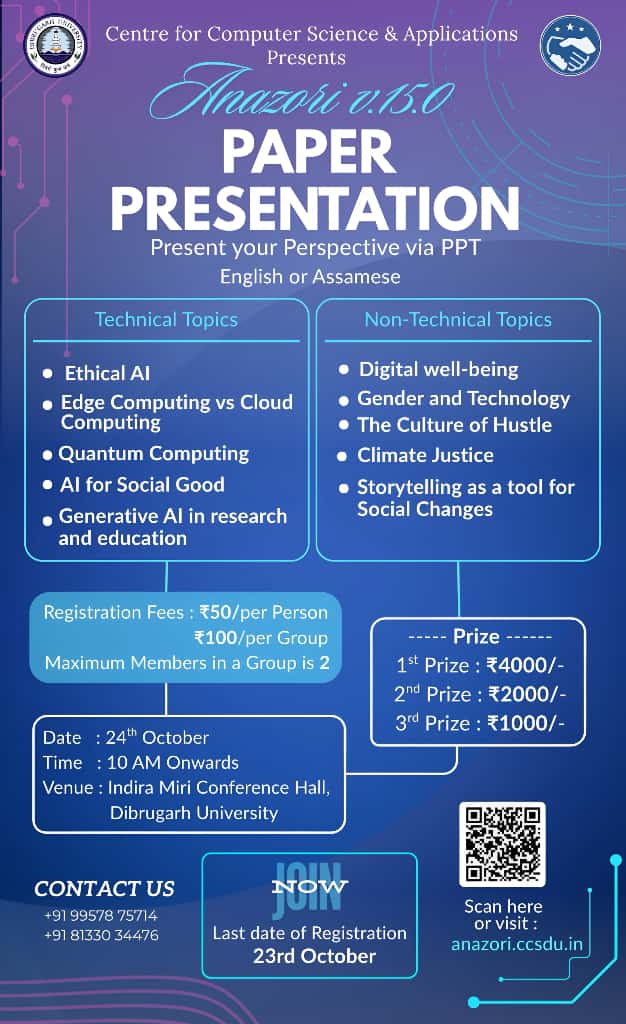 DIBRUGARH UNIVERSITY
Centre for Computer Science & Applications
Presents
Anazori v.15.0
PAPER
PRESENTATION
Present your Perspective via PPT
English or Assamese
Technical Topics
• Ethical AI
• Edge Computing vs Cloud
Computing
• Quantum Computing
• AI for Social Good
• Generative AI in research
and education
Non-Technical Topics
• Digital well-being
• Gender and Technology
• The Culture of Hustle
• Climate Justice
• Storytelling as a tool for
Social Changes
Registration Fees : ₹50/per Person
₹100/per Group
Maximum Members in a Group is 2
----- Prize ------
1st Prize : ₹4000/-
2nd Prize : ₹2000/-
3rd Prize : ₹1000/-
Date : 24th October
Time : 10 AM Onwards
Venue : Indira Miri Conference Hall,
Dibrugarh University
CONTACT US
+91 99578 75714
+91 81330 34476
JOIN
NOW
Last date of Registration
23rd October
Scan here
or visit :
anazori.ccsdu.in